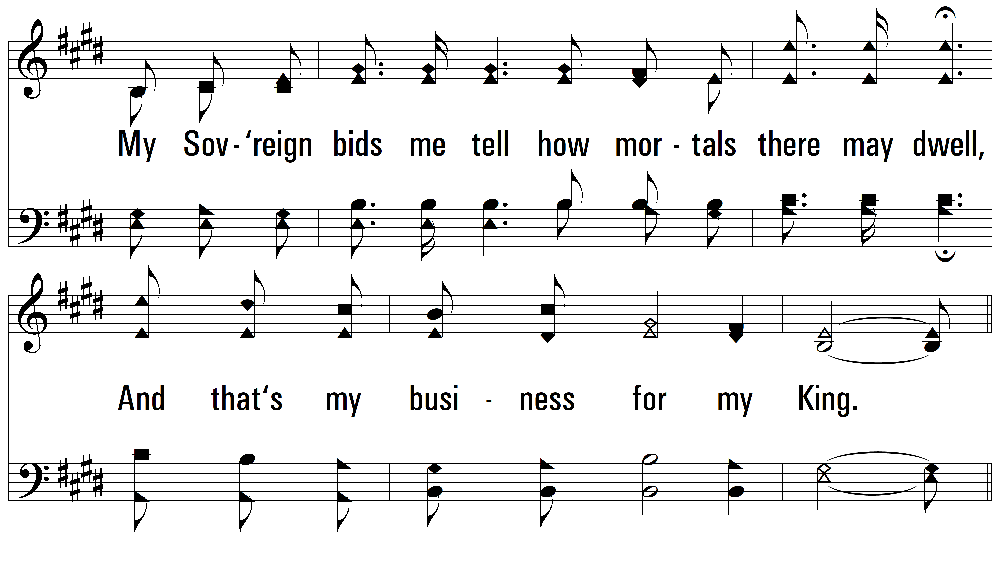 My Sov-‘reign bids me tell how mor-tals there may dwell,
And that‘s my busi-ness for my King.